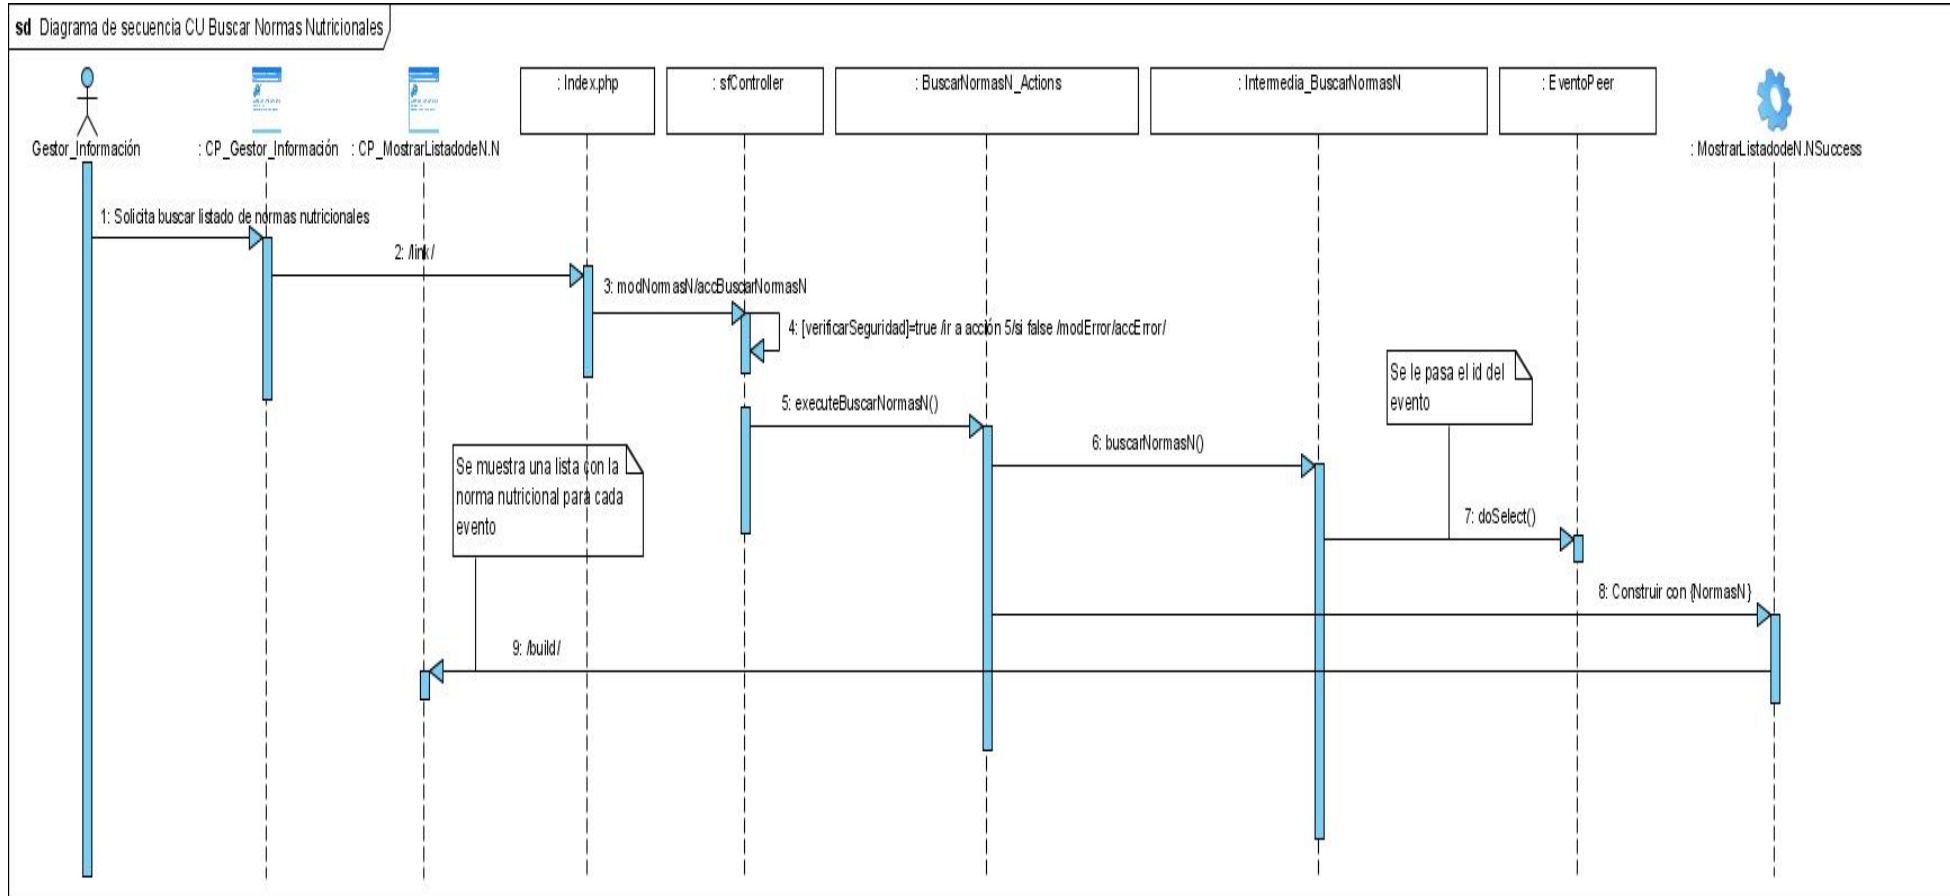 sd Diagrama de secuencia CU Buscar Normas Nutricionales
: Index.php
: sfController
: BuscarNormasN_Actions
: Intermedia_BuscarNormasN
: EventoPeer
Gestor_Información
: CP_Gestor_Información
: CP_MostrarListadodeN.N
: MostrarListadodeN.NSuccess
1: Solicita buscar listado de normas nutricionales
2: /link/
3: modNormasN/accBuscarNormasN
4: [verificarSeguridad]=true /ir a acción 5/si false /modError/accError/
Se le pasa el id del
evento
5: executeBuscarNormasN()
6: buscarNormasN()
Se muestra una lista con la
norma nutricional para cada
evento
7: doSelect()
8: Construir con {NormasN}
9: /build/